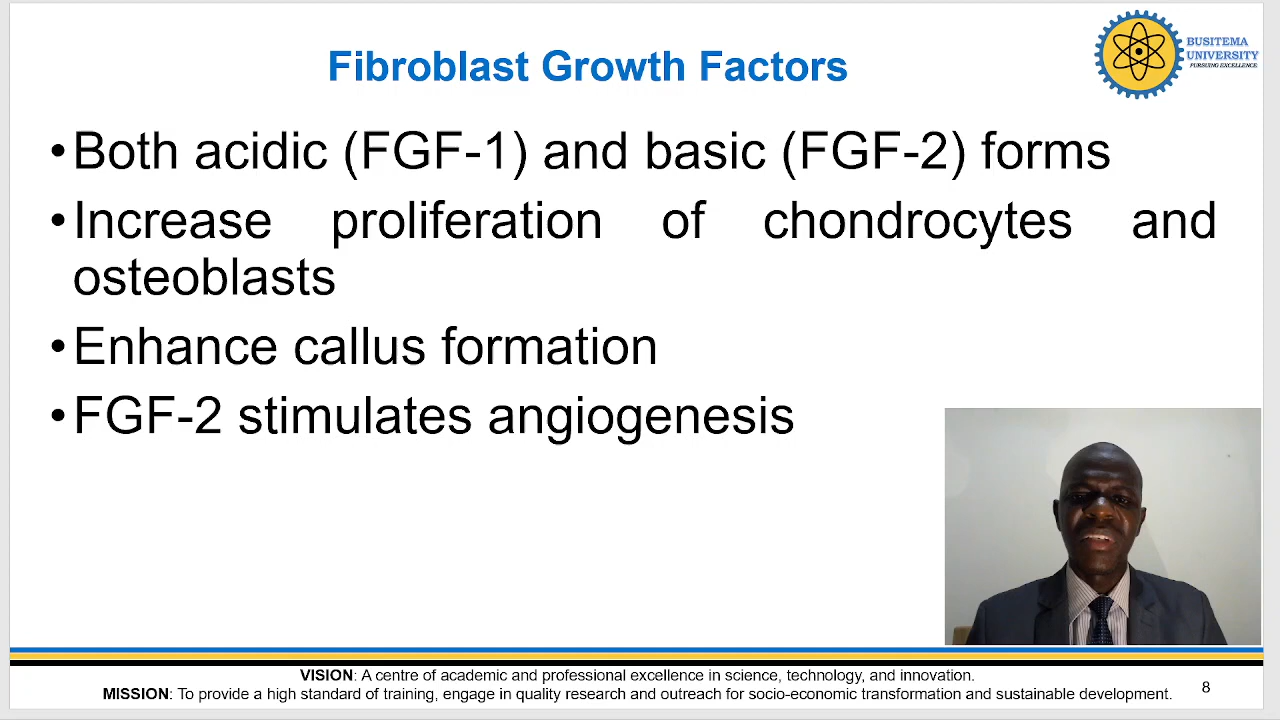 Fibroblast Growth Factors
BUSITEMA
UNIVERSITY
PURSUING EXCELLENCE
•Both acidic (FGF-1) and basic (FGF-2) forms
•Increase proliferation of chondrocytes and
osteoblasts
•Enhance callus formation
•FGF-2 stimulates angiogenesis
VISION: A centre of academic and professional excellence in science, technology, and innovation.
MISSION: To provide a high standard of training, engage in quality research and outreach for socio-economic transformation and sustainable development.
8